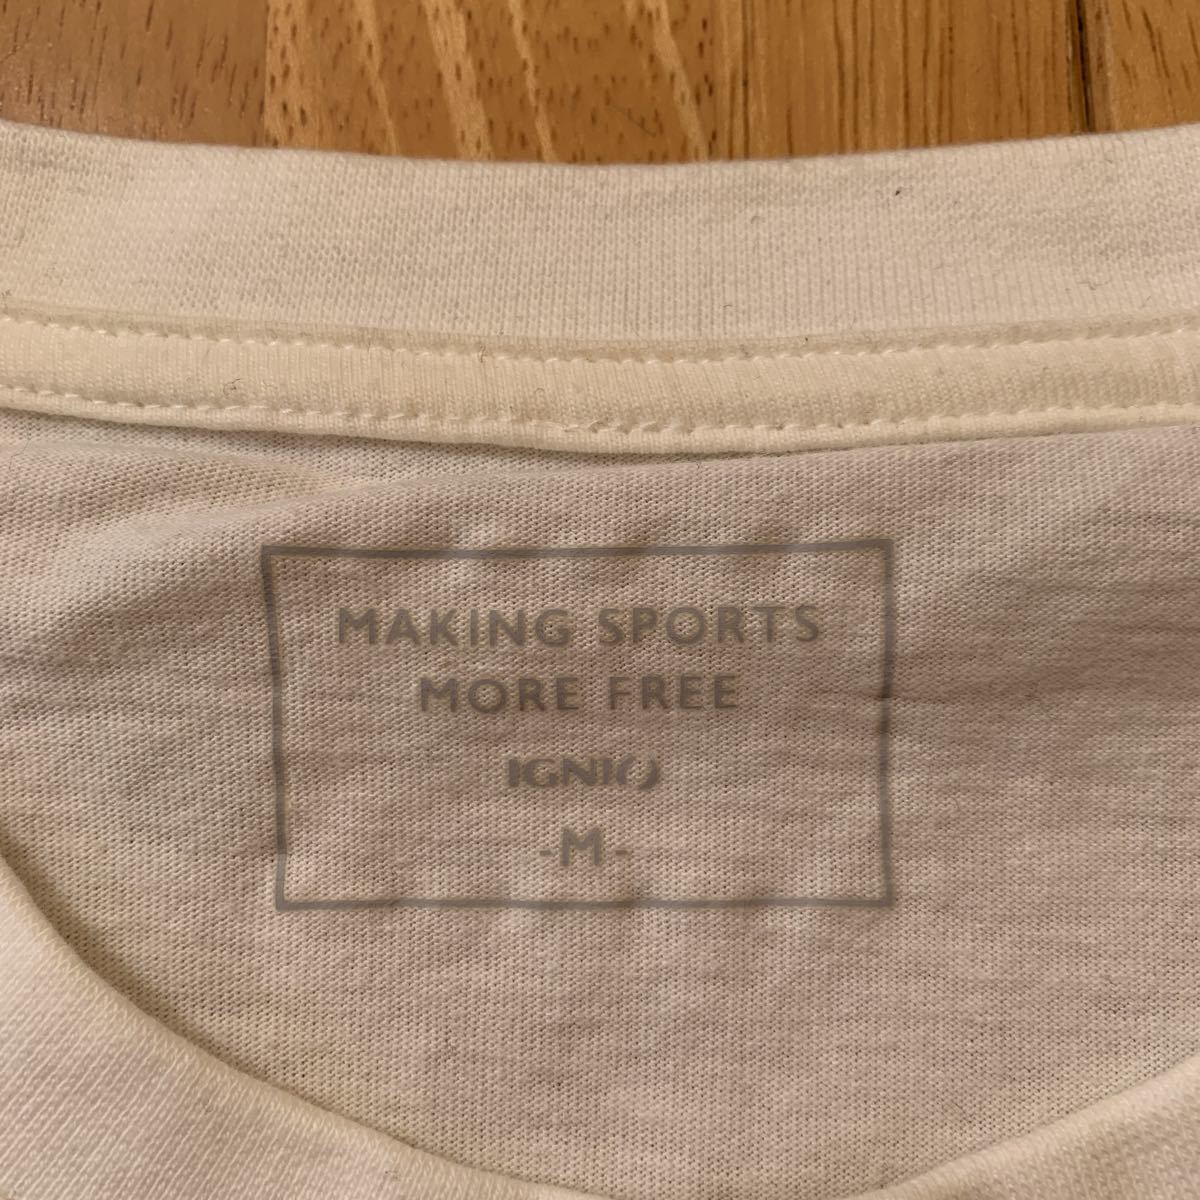 MAKING SPORTS
MORE FREE
IGNIO
-M-